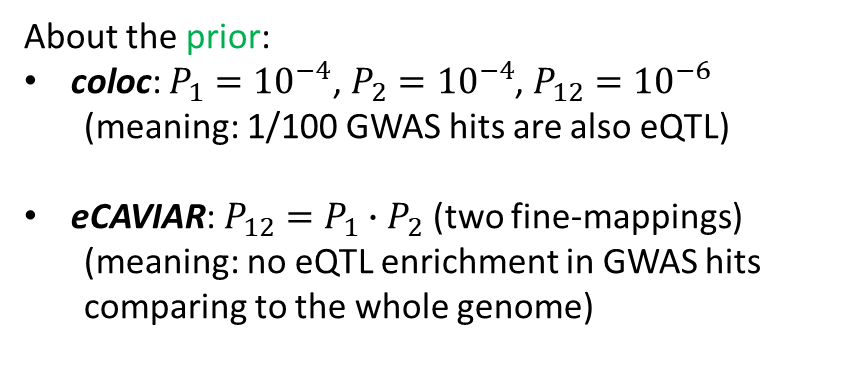 About the prior:
• coloc: P₁ = 10⁻⁴, P₂ = 10⁻⁴, P₁₂ = 10⁻⁶
(meaning: 1/100 GWAS hits are also eQTL)
• eCAVIAR: P₁₂ = P₁ · P₂ (two fine-mappings)
(meaning: no eQTL enrichment in GWAS hits
comparing to the whole genome)